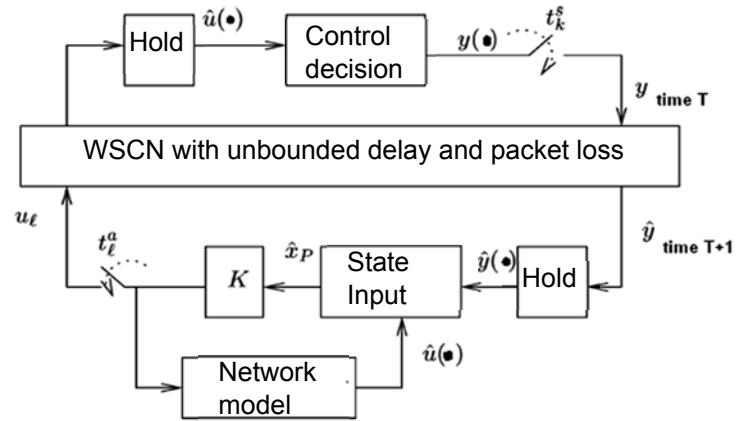 Hold
û(•)
Control
decision
y(•)
t_k^s
y time T
WSCN with unbounded delay and packet loss
u_ℓ
t_ℓ^a
K
x̂_P
State
Input
ŷ(•)
Hold
ŷ time T+1
û(•)
Network
model